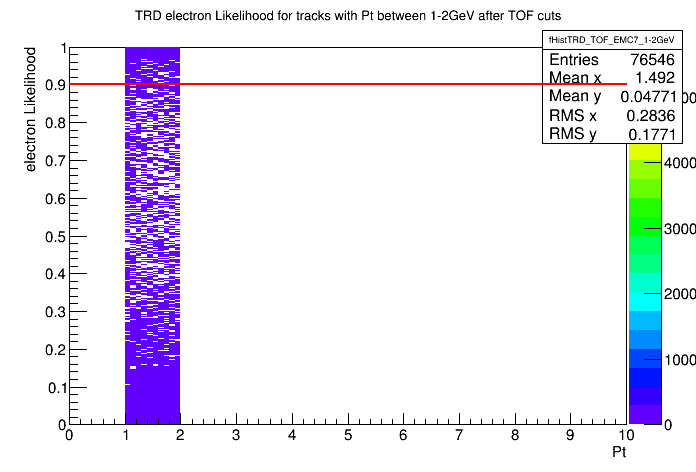 TRD electron Likelihood for tracks with Pt between 1-2GeV after TOF cuts
fHistTRD_TOF_EMC7_1-2GeV
Entries 76546
Mean x 1.492
Mean y 0.04771
RMS x 0.2836
RMS y 0.1771
electron Likelihood
1
0.9
0.8
0.7
0.6
0.5
0.4
0.3
0.2
0.1
0
0 1 2 3 4 5 6 7 8 9 10
Pt
00
4000
3000
2000
1000
0